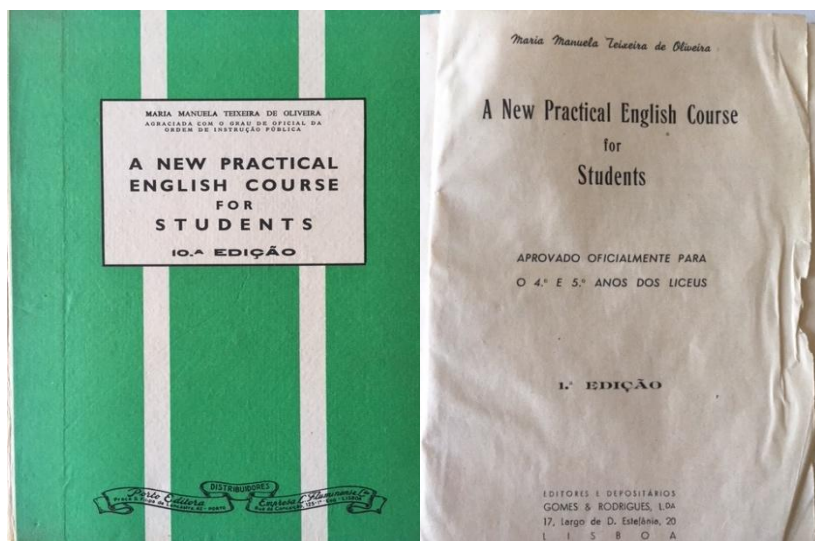 MARIA MANUELA TEIXEIRA DE OLIVEIRA
AGRACIADA COM O GRAU DE OFICIAL DA
ORDEM DE INSTRUÇÃO PÚBLICA
A NEW PRACTICAL
ENGLISH COURSE
FOR
STUDENTS
10.ª EDIÇÃO
DISTRIBUIDORES
Porto Editora
Empresa L. Fluminense, L.da
Maria Manuela Teixeira de Oliveira
A New Practical English Course
for
Students
APROVADO OFICIALMENTE PARA
O 4.º E 5.º ANOS DOS LICEUS
1.ª EDIÇÃO
EDITORES E DEPOSITÁRIOS
GOMES & RODRIGUES, L.DA
17, Largo de D. Estefânia, 20
LISBOA